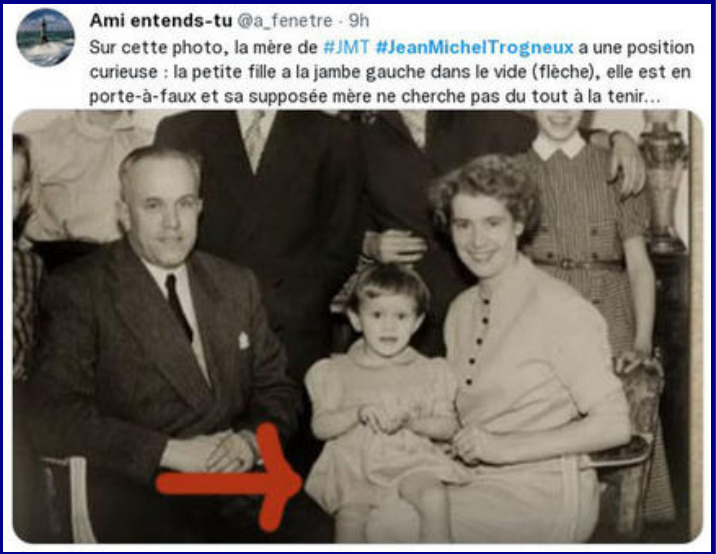 Ami entends-tu @a_fenetre · 9h
Sur cette photo, la mère de #JMT #JeanMichelTrogneux a une position
curieuse : la petite fille a la jambe gauche dans le vide (flèche), elle est en
porte-à-faux et sa supposée mère ne cherche pas du tout à la tenir...